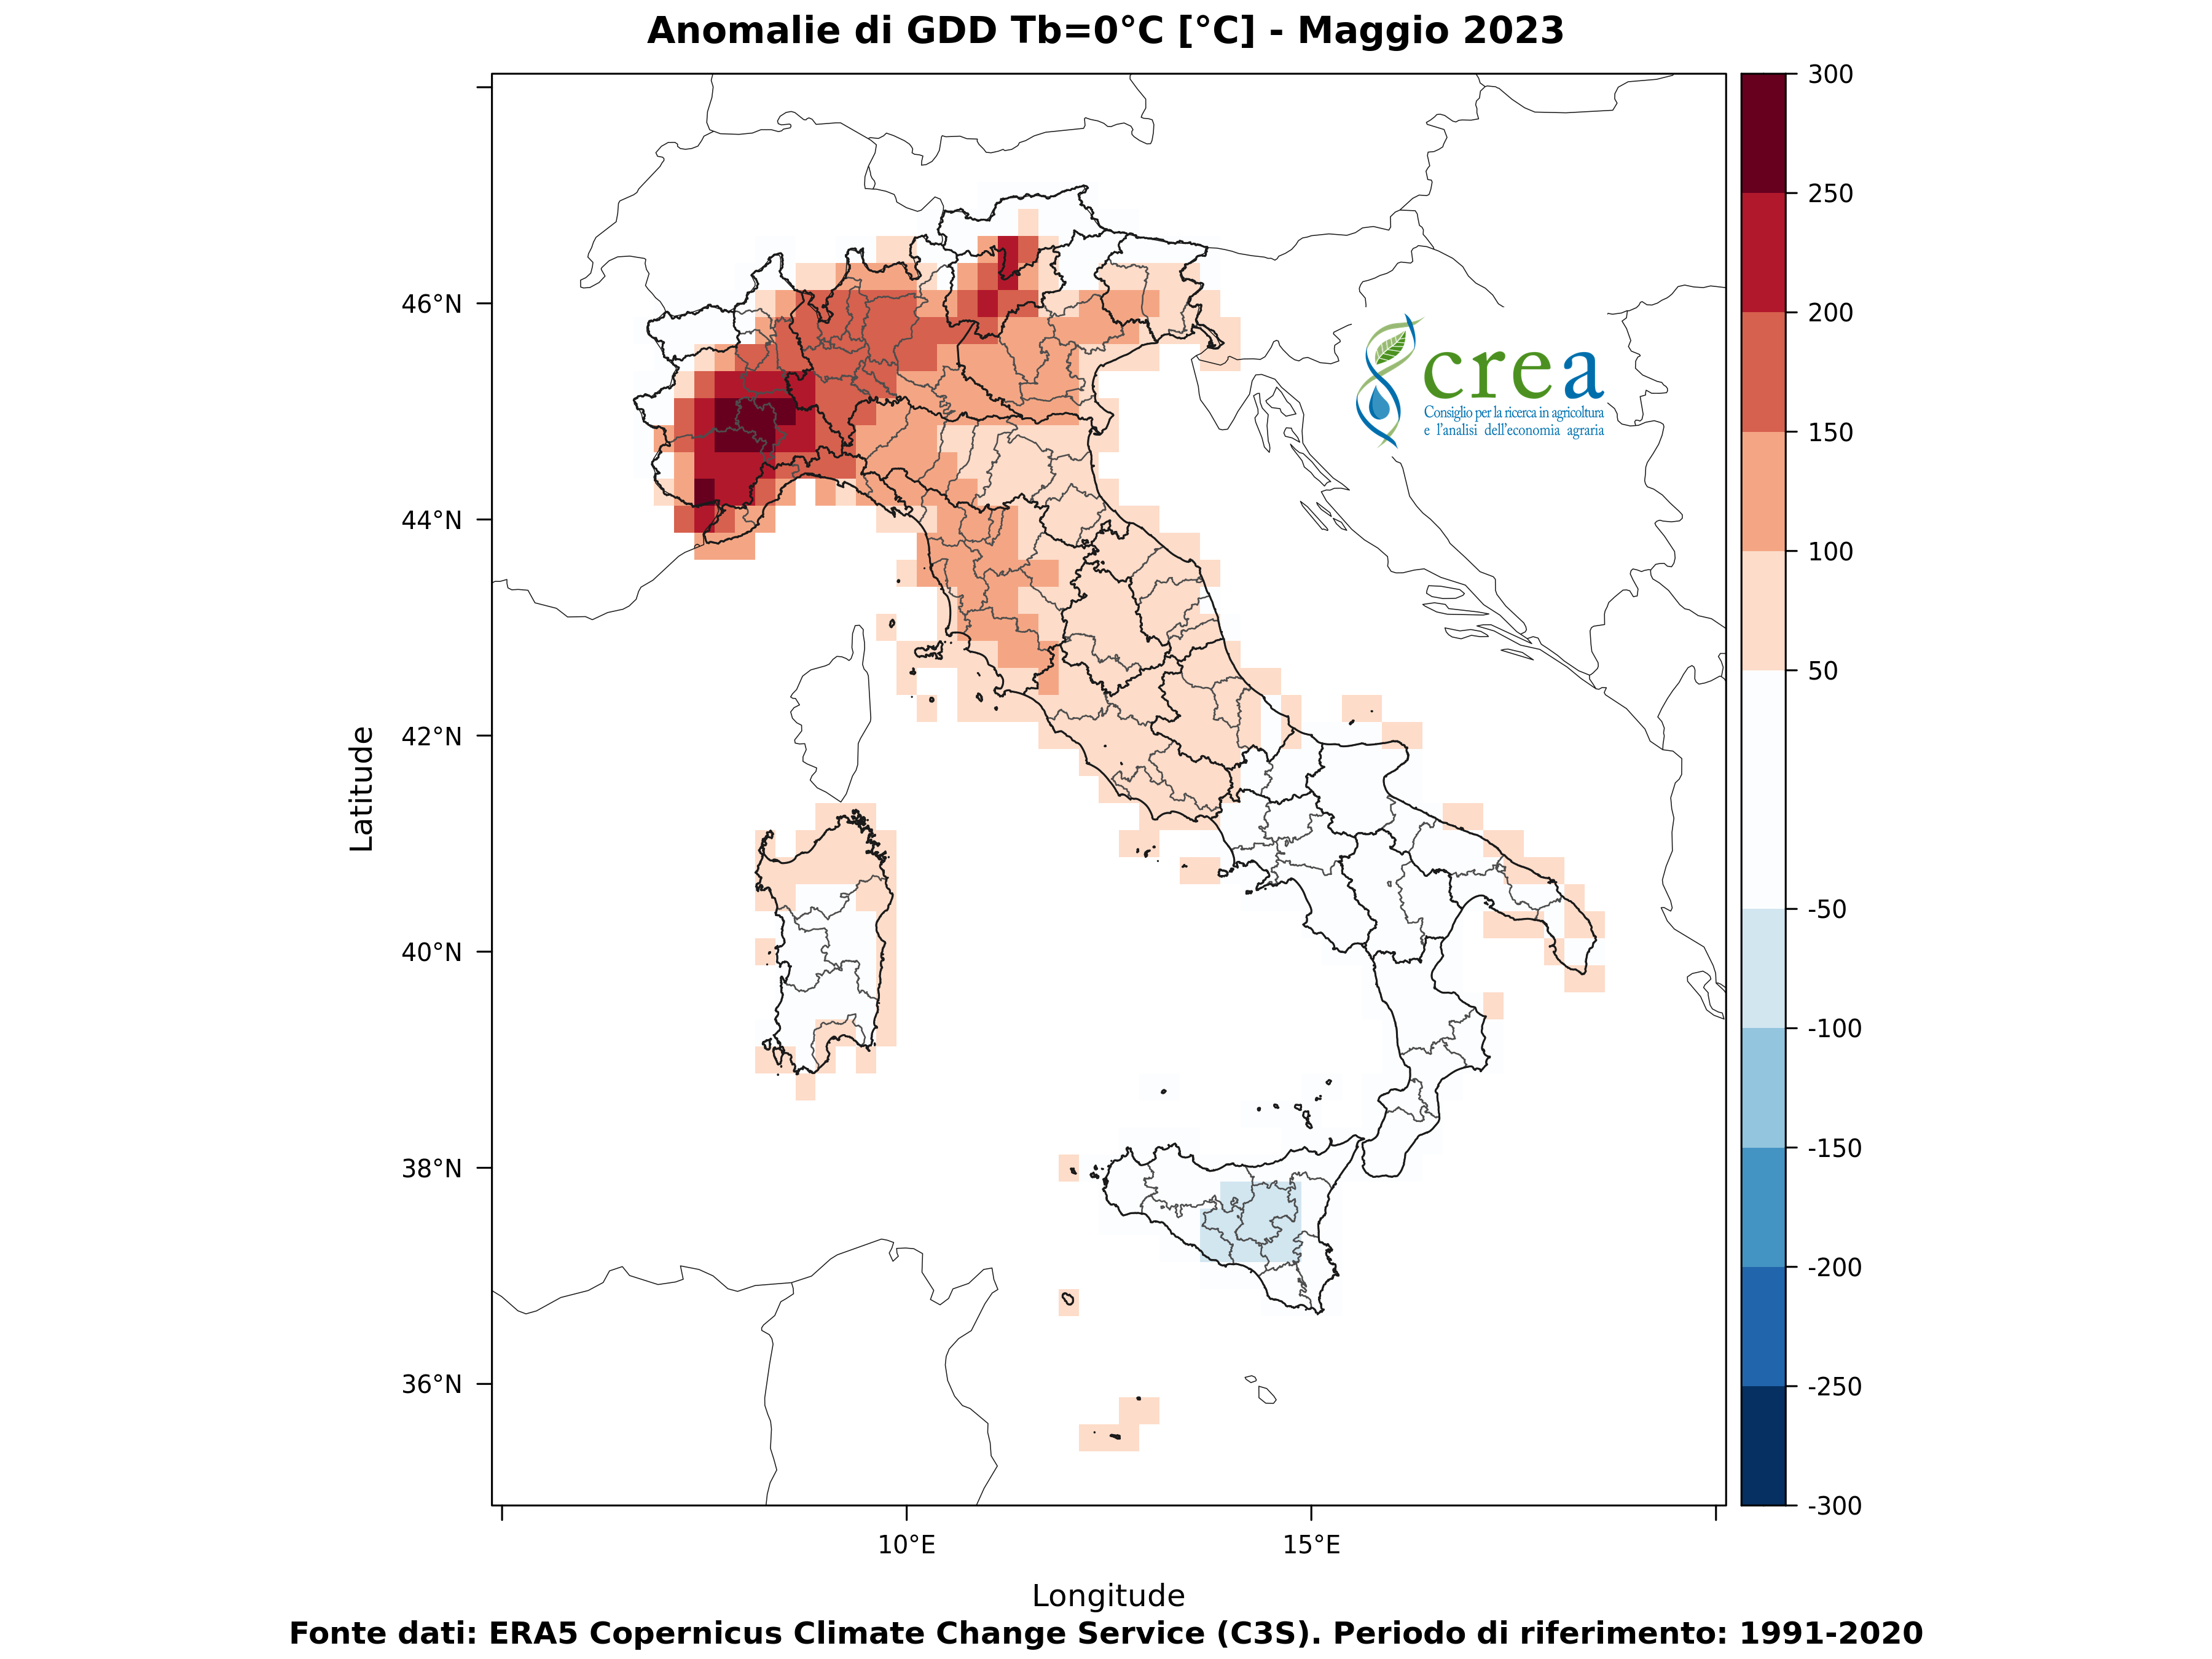 Anomalie di GDD Tb=0°C [°C] - Maggio 2023
300
250
200
150
100
50
-50
-100
-150
-200
-250
-300
46°N
44°N
42°N
40°N
38°N
36°N
Latitude
crea
Consiglio per la ricerca in agricoltura
e l'analisi dell'economia agraria
10°E
15°E
Longitude
Fonte dati: ERA5 Copernicus Climate Change Service (C3S). Periodo di riferimento: 1991-2020